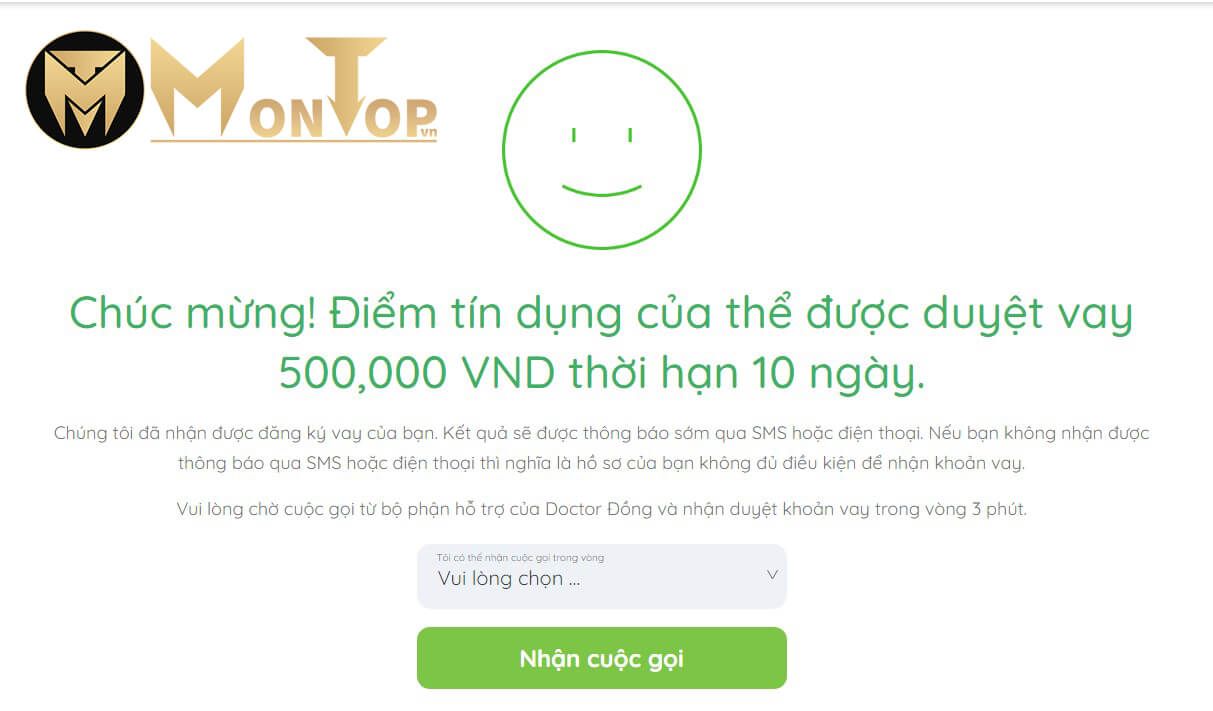 MONTOP.vn
Chúc mừng! Điểm tín dụng của thể được duyệt vay
500,000 VND thời hạn 10 ngày.
Chúng tôi đã nhận được đăng ký vay của bạn. Kết quả sẽ được thông báo sớm qua SMS hoặc điện thoại. Nếu bạn không nhận được
thông báo qua SMS hoặc điện thoại thì nghĩa là hồ sơ của bạn không đủ điều kiện để nhận khoản vay.
Vui lòng chờ cuộc gọi từ bộ phận hỗ trợ của Doctor Đồng và nhận duyệt khoản vay trong vòng 3 phút.
Tôi có thể nhận cuộc gọi trong vòng
Vui lòng chọn ...
Nhận cuộc gọi